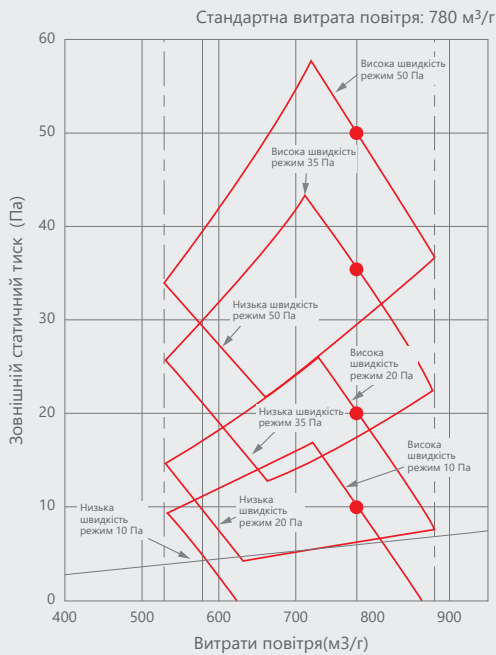 Стандартна витрата повітря: 780 м³/г
60
50
40
30
20
10
0
Зовнішній статичний тиск (Па)
Висока швидкість
режим 50 Па
Висока швидкість
режим 35 Па
Низька швидкість
режим 50 Па
Висока
швидкість
режим 20 Па
Низька швидкість
режим 35 Па
Висока
швидкість
режим 10 Па
Низька
швидкість
режим 20 Па
Низька
швидкість
режим 10 Па
400
500
600
700
800
900
Витрати повітря(м3/г)